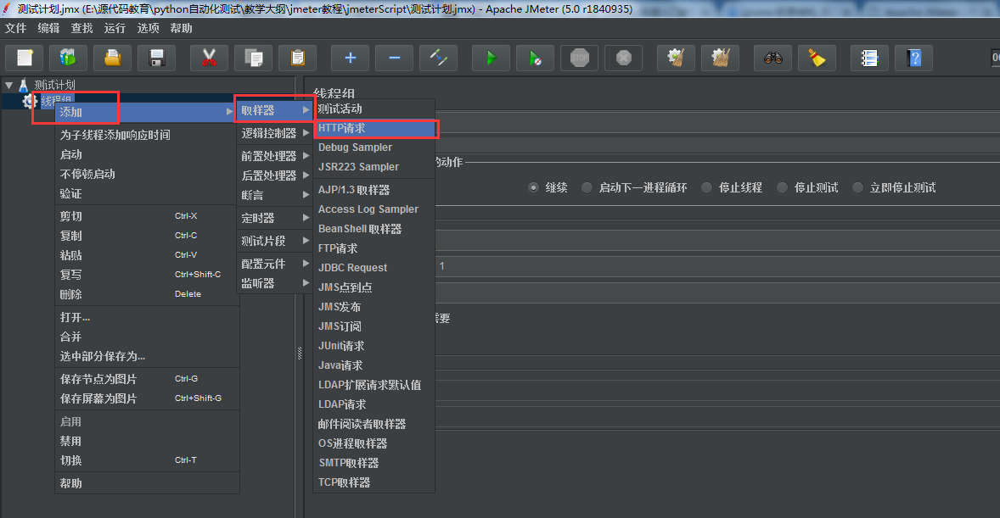 测试计划.jmx (E:\源代码教育\python自动化测试\教学大纲\jmeter教程\jmeterScript\测试计划.jmx) - Apache JMeter (5.0 r1840935)
文件 编辑 查找 运行 选项 帮助
STOP
测试计划
线程组
线程组
添加
为子线程添加响应时间
启动
不停顿启动
验证
剪切 Ctrl-X
复制 Ctrl-C
粘贴 Ctrl-V
复写 Ctrl+Shift-C
删除 Delete
打开...
合并
选中部分保存为...
保存节点为图片 Ctrl-G
保存屏幕为图片 Ctrl+Shift-G
启用
禁用
切换 Ctrl-T
帮助
取样器
逻辑控制器
前置处理器
后置处理器
断言
定时器
测试片段
配置元件
监听器
测试活动
HTTP请求
Debug Sampler
JSR223 Sampler
AJP/1.3 取样器
Access Log Sampler
BeanShell 取样器
FTP请求
JDBC Request
JMS点到点
JMS发布
JMS订阅
JUnit请求
Java请求
LDAP扩展请求默认值
LDAP请求
邮件阅读者取样器
OS进程取样器
SMTP取样器
TCP取样器
的动作
继续 启动下一进程循环 停止线程 停止测试 立即停止测试
1
需要